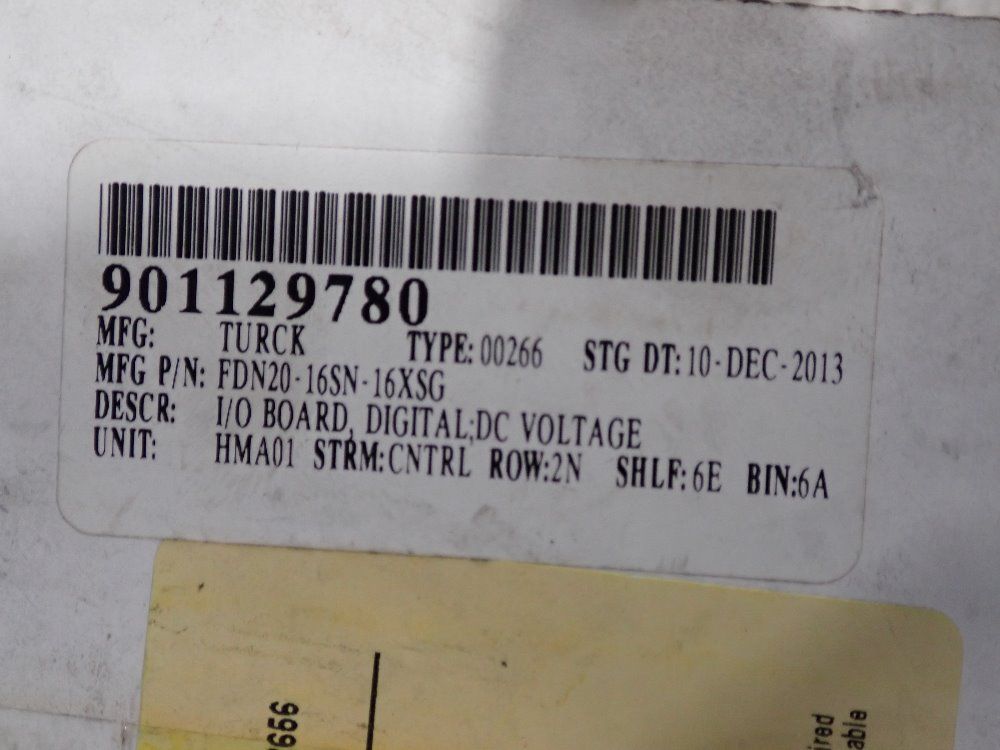 901129780
MFG: TURCK TYPE: 00266 STG DT: 10-DEC-2013
MFG P/N: FDN20-16SN-16XSG
DESCR: I/O BOARD, DIGITAL;DC VOLTAGE
UNIT: HMA01 STRM:CNTRL ROW:2N SHLF:6E BIN:6A